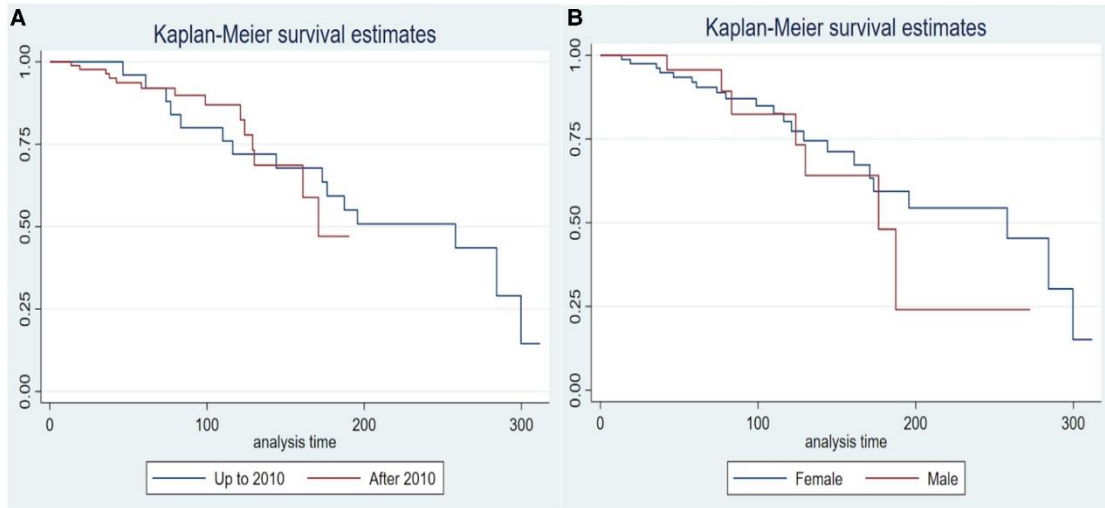 A
Kaplan-Meier survival estimates
1.00
0.75
0.50
0.25
0.00
0 100 200 300
analysis time
Up to 2010 After 2010
B
Kaplan-Meier survival estimates
1.00
0.75
0.50
0.25
0.00
0 100 200 300
analysis time
Female Male